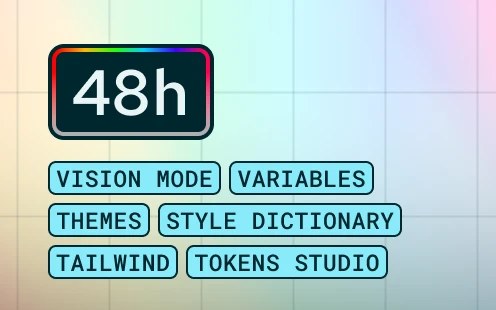 48h
VISION MODE VARIABLES
THEMES STYLE DICTIONARY
TAILWIND TOKENS STUDIO